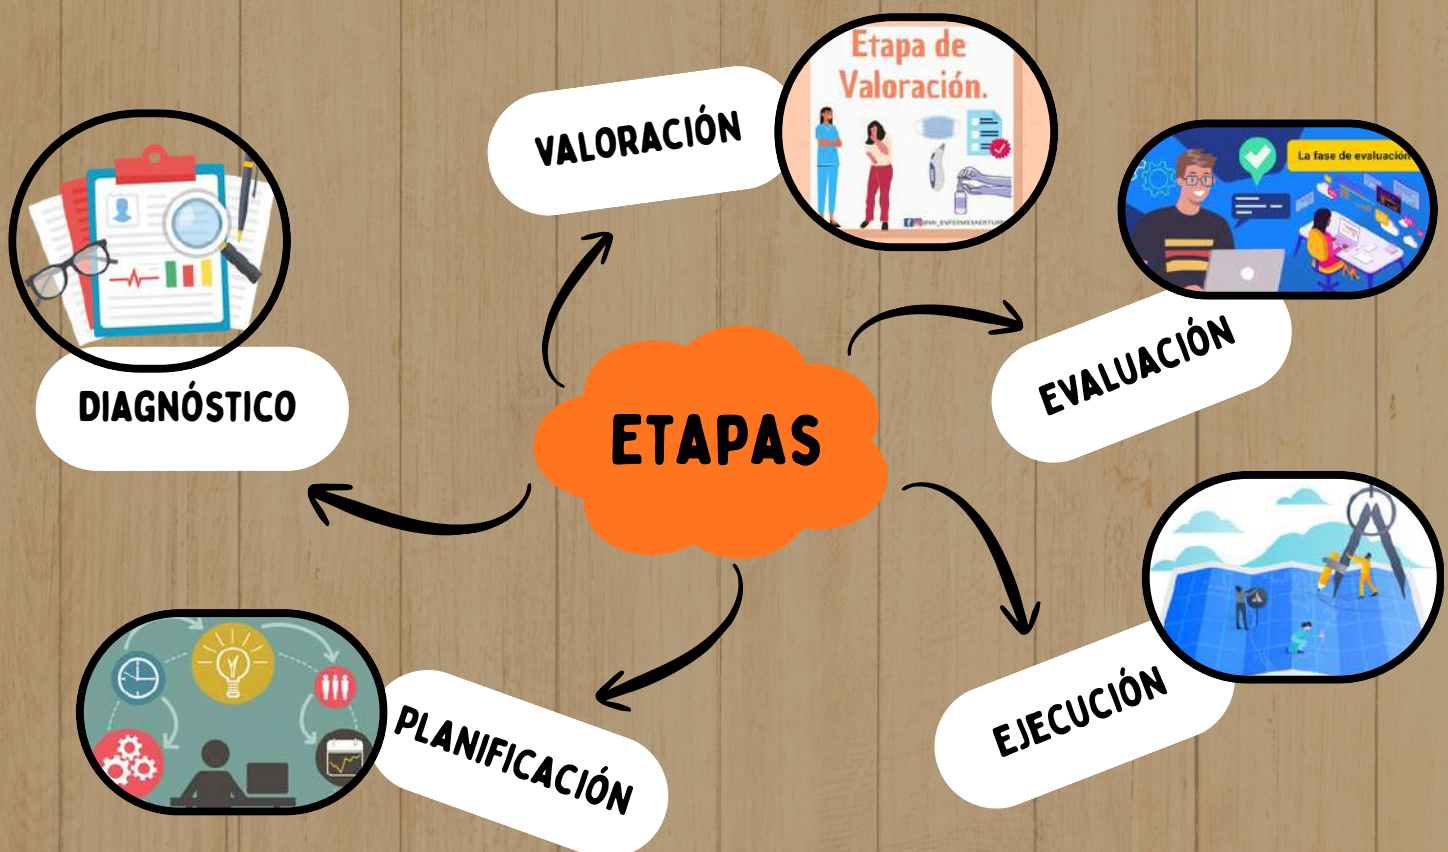 Etapa de
Valoración.
VALORACIÓN
La fase de evaluación
EVALUACIÓN
DIAGNÓSTICO
ETAPAS
EJECUCIÓN
PLANIFICACIÓN